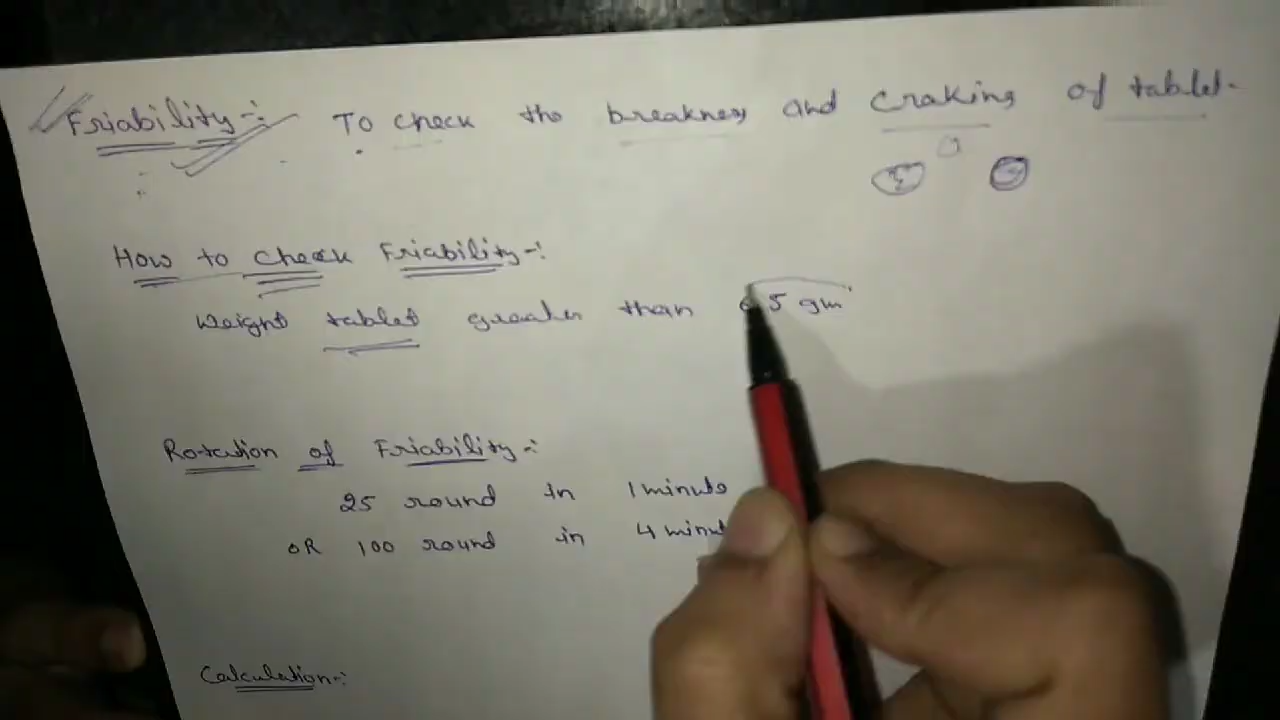 Friability:- To check the breakness and craking of tablet.
How to check Friability:-
Weight tablet greater than 6.5 gm
Rotation of Friability:-
25 round in 1 minute
OR 100 round in 4
Calculation:-